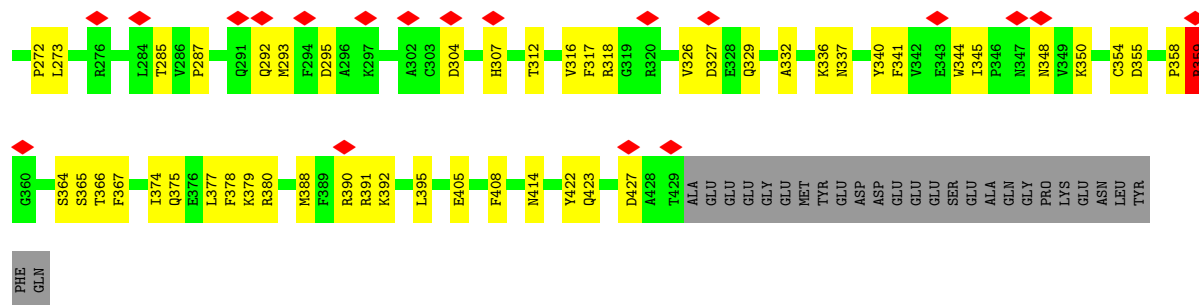 P272 L273 R276 L284 T285 V286 P287 Q291 Q292 M293 F294 D295 A296 K297 A302 C303 D304 H307 T312 V316 F317 R318 G319 R320 V326 D327 E328 Q329 A332 K336 N337 Y340 F341 V342 E343 W344 I345 P346 N347 N348 V349 K350 C354 D355 P358 R359
G360 S364 S365 T366 F367 I374 Q375 E376 L377 F378 K379 R380 M388 F389 R390 R391 K392 L395 E405 F408 N414 Y422 Q423 D427 A428 T429 ALA GLU GLU GLU GLY GLU MET TYR GLU ASP ASP GLU GLU GLU SER GLU ALA GLN GLY PRO LYS GLU ASN LEU TYR
PHE GLN